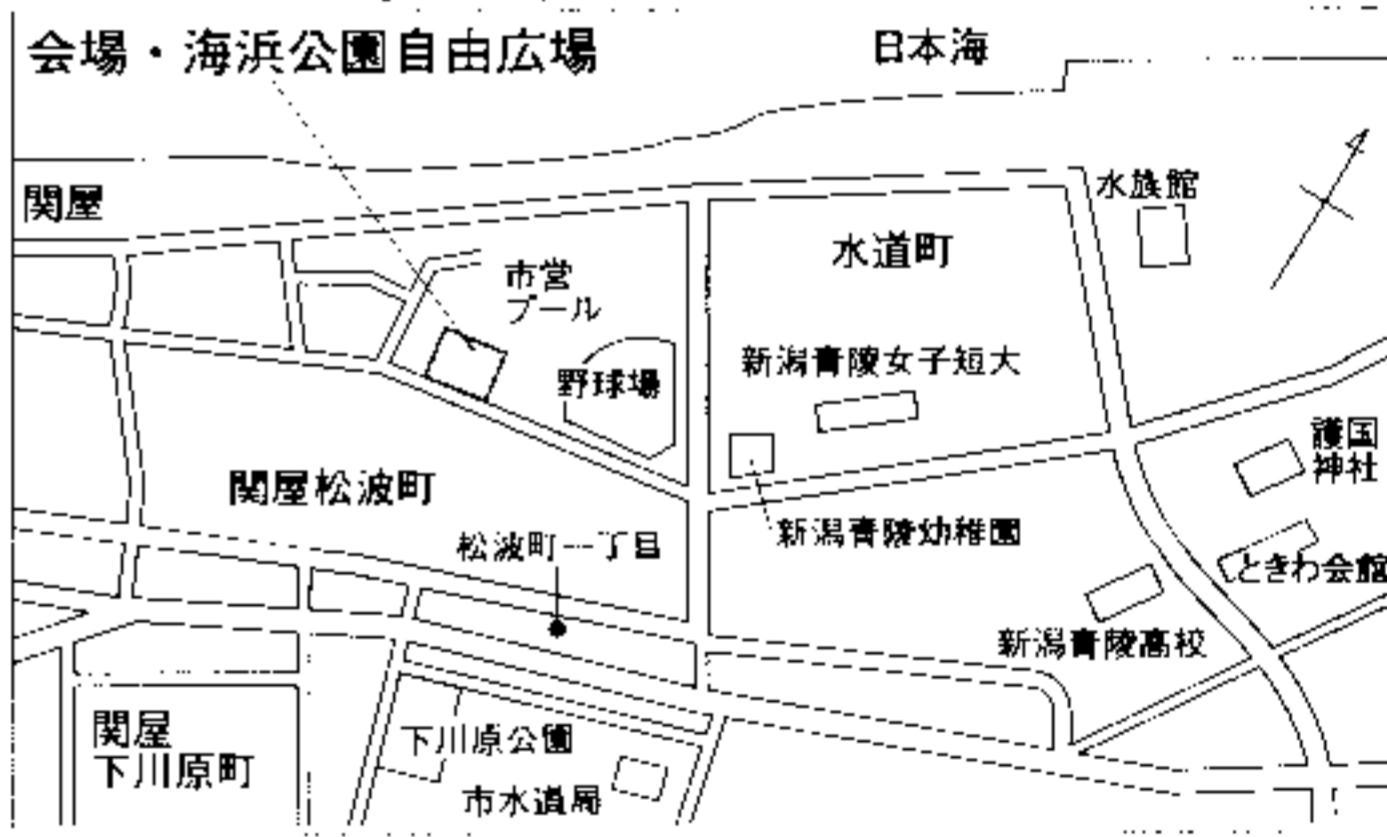 会場・海浜公園自由広場
日本海
関屋
水族館
水道町
市営
プール
野球場
新潟青陵女子短大
護国
神社
関屋松波町
新潟青陵幼稚園
松波町一丁目
ときわ会館
新潟青陵高校
関屋
下川原町
下川原公園
市水道局